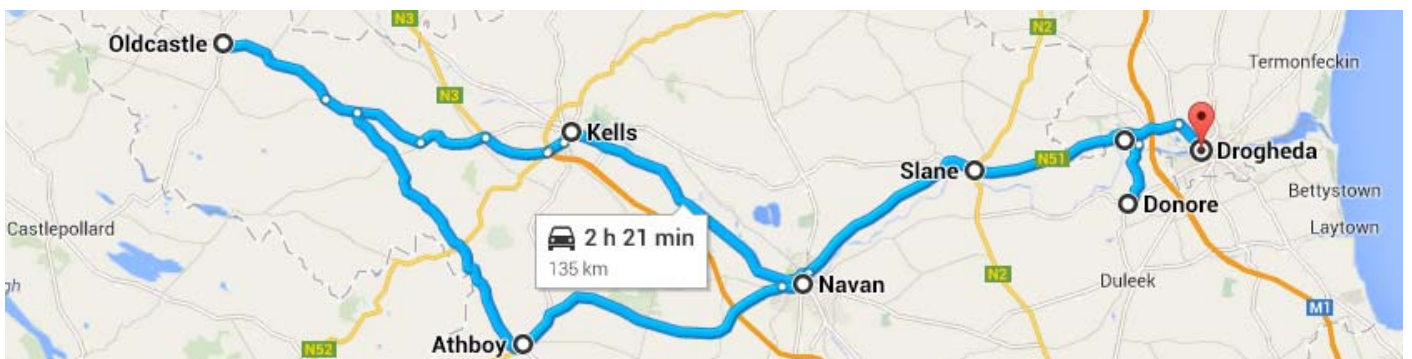 Oldcastle
N3
N2
Termonfeckin
N3
Kells
Slane
N51
Drogheda
Bettystown
Donore
Laytown
Castlepollard
2 h 21 min
135 km
N2
Duleek
Navan
M1
Athboy
N52